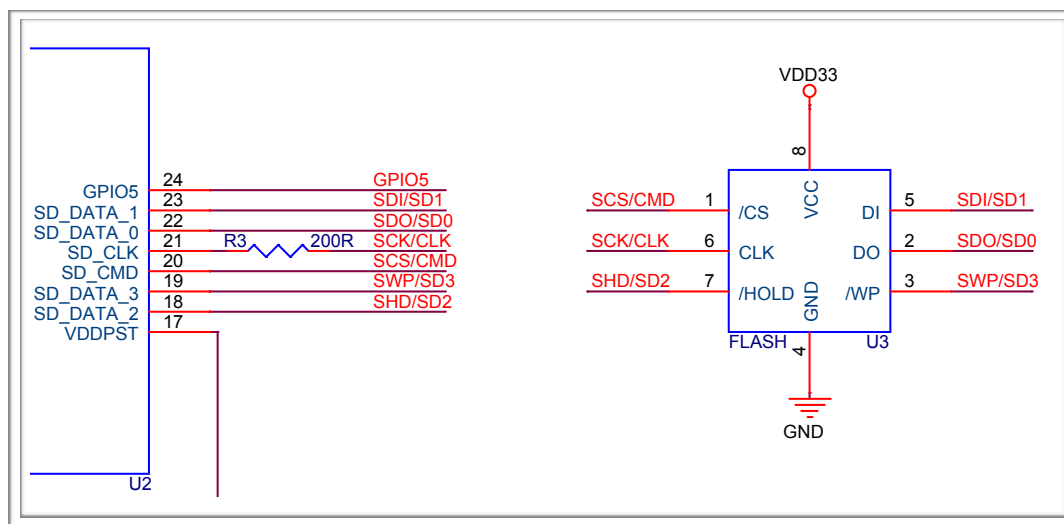 24
GPIO5 GPIO5
23
SD_DATA_1 SDI/SD1
22
SD_DATA_0 SDO/SD0
21 R3 200R
SD_CLK SCK/CLK
20
SD_CMD SCS/CMD
19
SD_DATA_3 SWP/SD3
18
SD_DATA_2 SHD/SD2
17
VDDPST
U2
VDD33
8
VCC
SCS/CMD 1 /CS DI 5 SDI/SD1
SCK/CLK 6 CLK DO 2 SDO/SD0
SHD/SD2 7 /HOLD /WP 3 SWP/SD3
GND
FLASH U3
4
GND